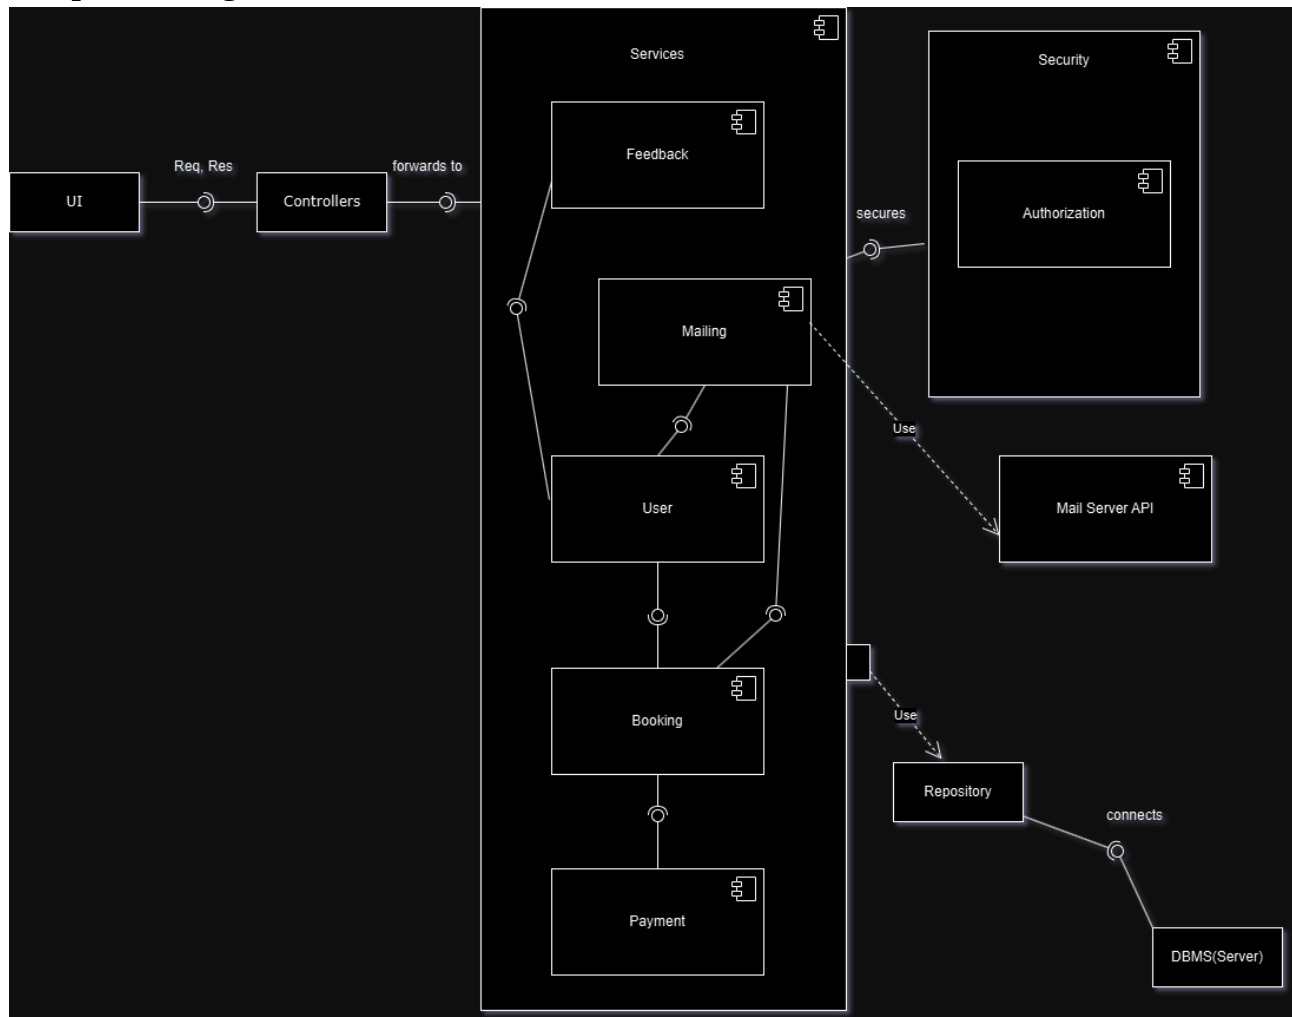 Services
Security
Feedback
Req, Res
forwards to
UI
Controllers
secures
Authorization
Mailing
Use
User
Mail Server API
Booking
Use
Repository
connects
Payment
DBMS(Server)